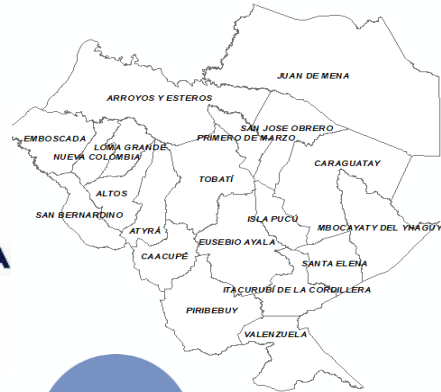 JUAN DE MENA
ARROYOS Y ESTEROS
SAN JOSE OBRERO
PRIMERO DE MARZO
EMBOSCADA
LOMA GRANDE
NUEVA COLOMBIA
CARAGUATAY
TOBATÍ
ALTOS
SAN BERNARDINO
ISLA PUCÚ
MBOCAYATY DEL YHAGUY
ATYRÁ
EUSEBIO AYALA
CAACUPÉ
SANTA ELENA
ITACURUBÍ DE LA CORDILLERA
PIRIBEBUY
VALENZUELA
A